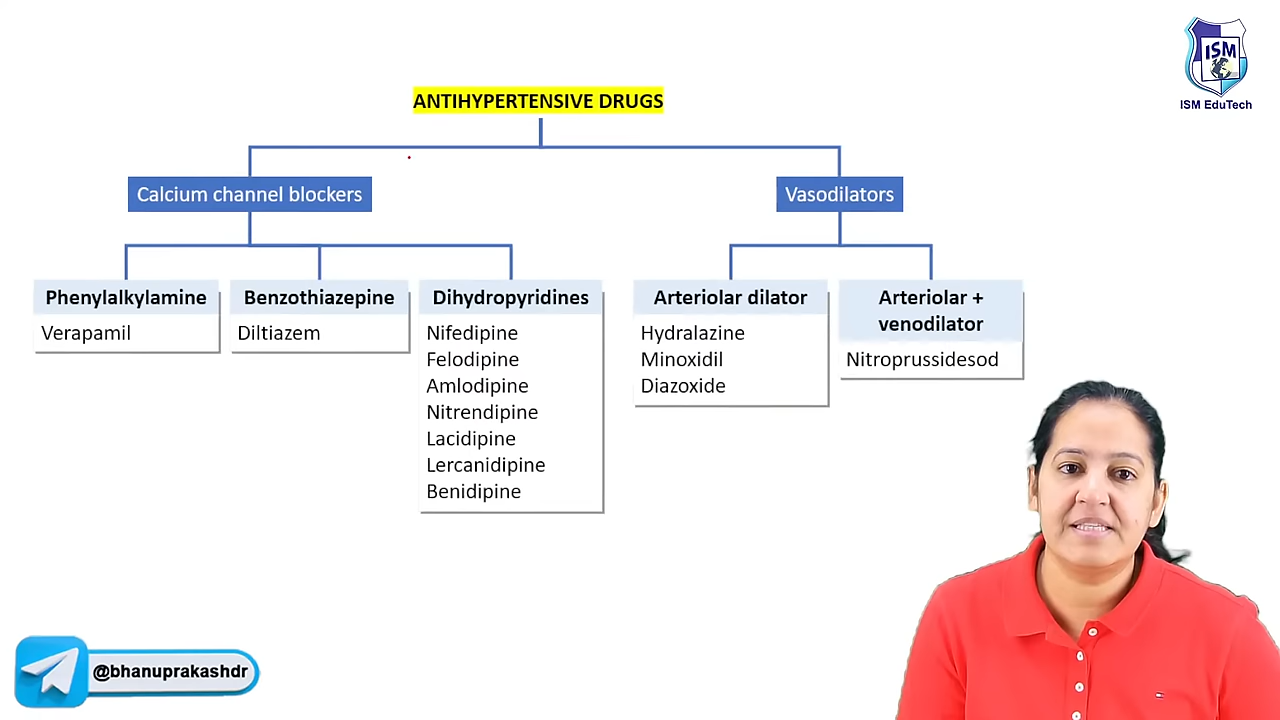 ISM
ISM EduTech
ANTIHYPERTENSIVE DRUGS
Calcium channel blockers
Vasodilators
Phenylalkylamine
Verapamil
Benzothiazepine
Diltiazem
Dihydropyridines
Nifedipine
Felodipine
Amlodipine
Nitrendipine
Lacidipine
Lercanidipine
Benidipine
Arteriolar dilator
Hydralazine
Minoxidil
Diazoxide
Arteriolar +
venodilator
Nitroprussidesod
@bhanuprakashdr